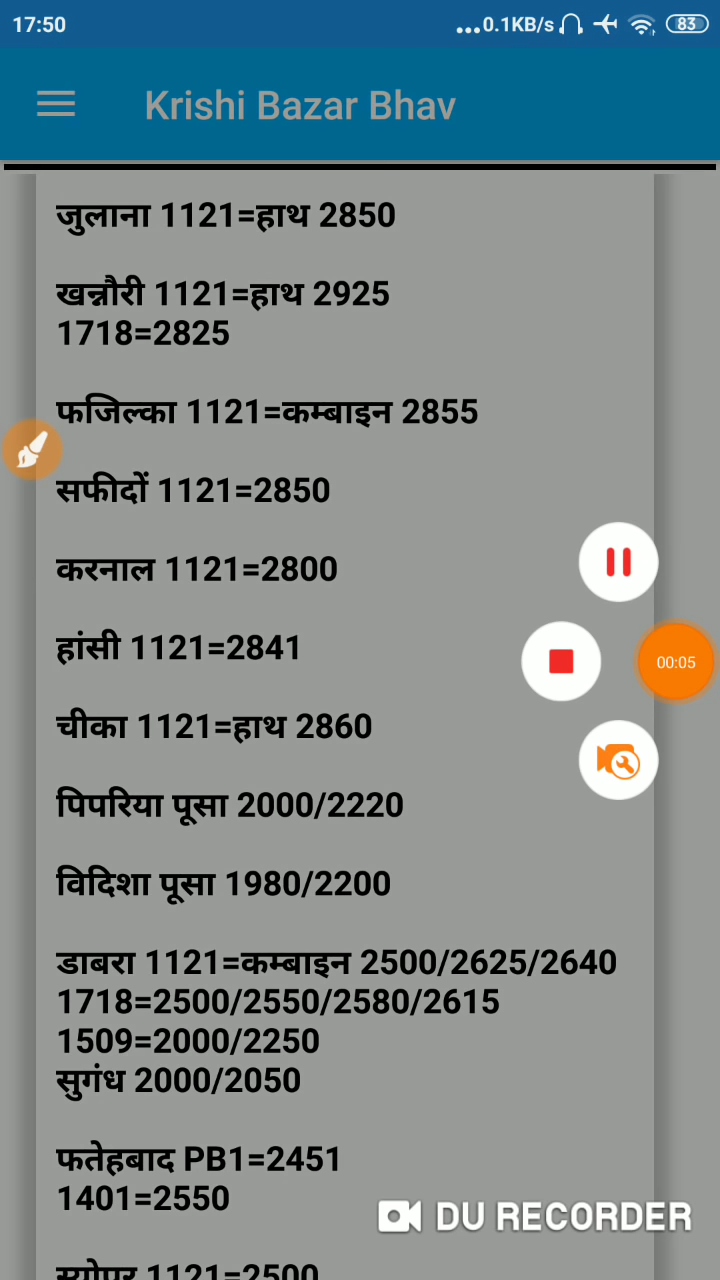 17:50
...0.1KB/s
83
Krishi Bazar Bhav
जुलाना 1121=हाथ 2850
खन्नौरी 1121=हाथ 2925
1718=2825
फजिल्का 1121=कम्बाइन 2855
सफीदों 1121=2850
करनाल 1121=2800
हांसी 1121=2841
चीका 1121=हाथ 2860
पिपरिया पूसा 2000/2220
विदिशा पूसा 1980/2200
डाबरा 1121=कम्बाइन 2500/2625/2640
1718=2500/2550/2580/2615
1509=2000/2250
सुगंध 2000/2050
फतेहबाद PB1=2451
1401=2550
00:05
DU RECORDER
1121=2500